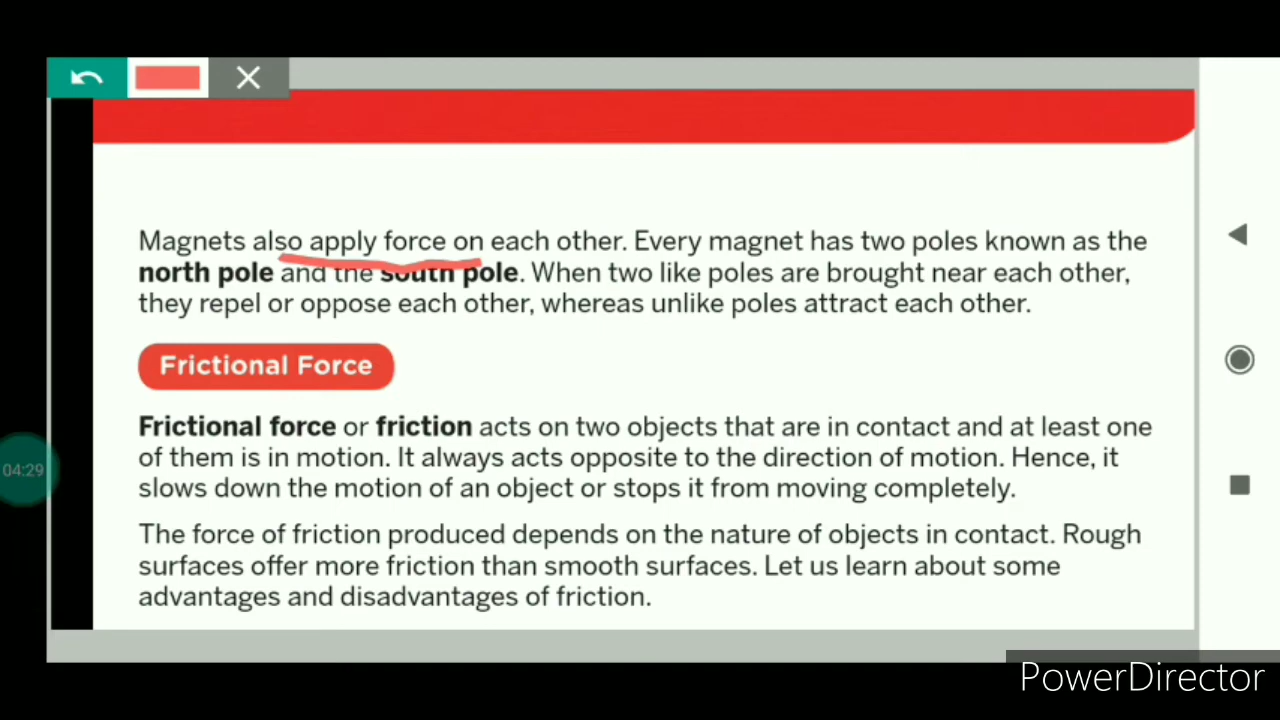 Magnets also apply force on each other. Every magnet has two poles known as the
north pole and the south pole. When two like poles are brought near each other,
they repel or oppose each other, whereas unlike poles attract each other.
Frictional Force
Frictional force or friction acts on two objects that are in contact and at least one
of them is in motion. It always acts opposite to the direction of motion. Hence, it
slows down the motion of an object or stops it from moving completely.
04:29
The force of friction produced depends on the nature of objects in contact. Rough
surfaces offer more friction than smooth surfaces. Let us learn about some
advantages and disadvantages of friction.
PowerDirector